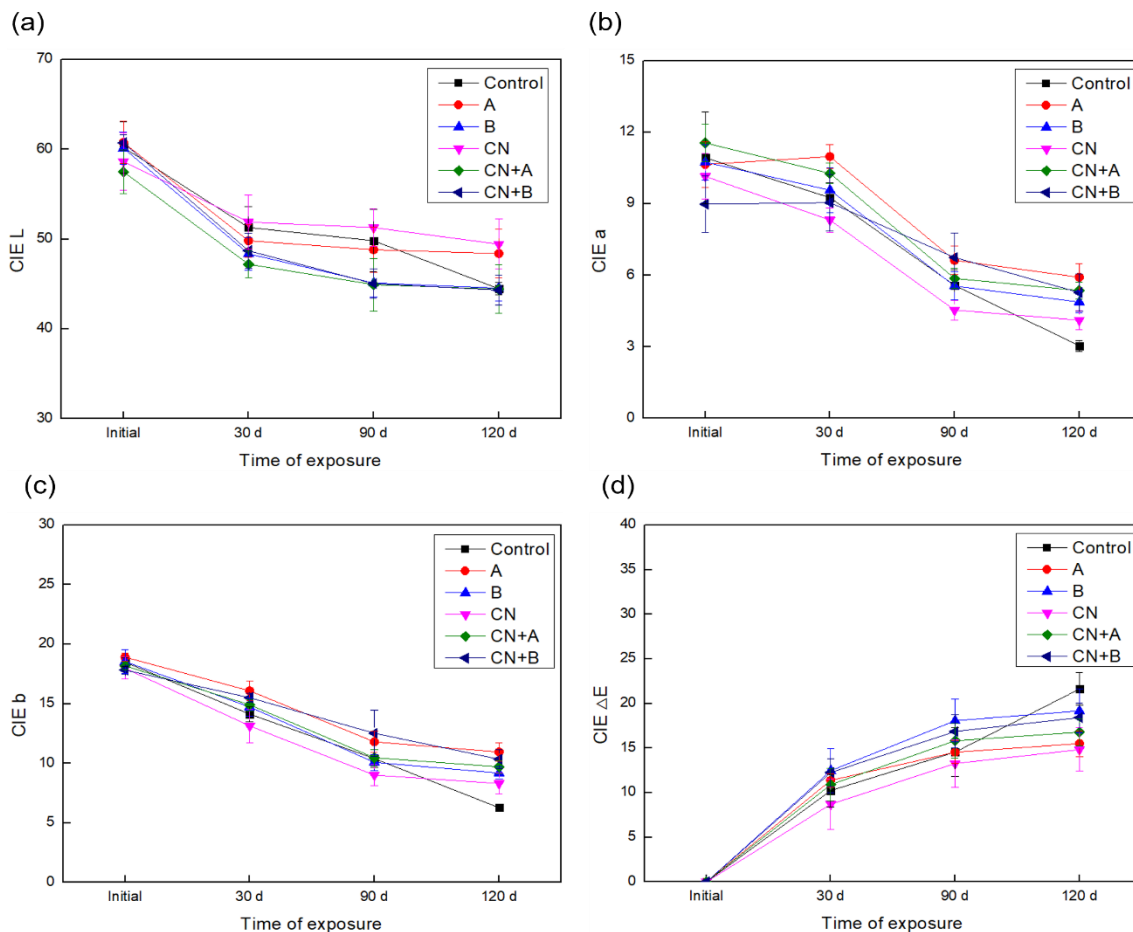 (a)
70
60
50
40
30
CIE L
Control
A
B
CN
CN+A
CN+B
Initial
30 d
90 d
120 d
Time of exposure
(b)
15
12
9
6
3
0
CIE a
Control
A
B
CN
CN+A
CN+B
Initial
30 d
90 d
120 d
Time of exposure
(c)
30
25
20
15
10
5
0
CIE b
Control
A
B
CN
CN+A
CN+B
Initial
30 d
90 d
120 d
Time of exposure
(d)
40
35
30
25
20
15
10
5
0
CIE △E
Control
A
B
CN
CN+A
CN+B
Initial
30 d
90 d
120 d
Time of exposure